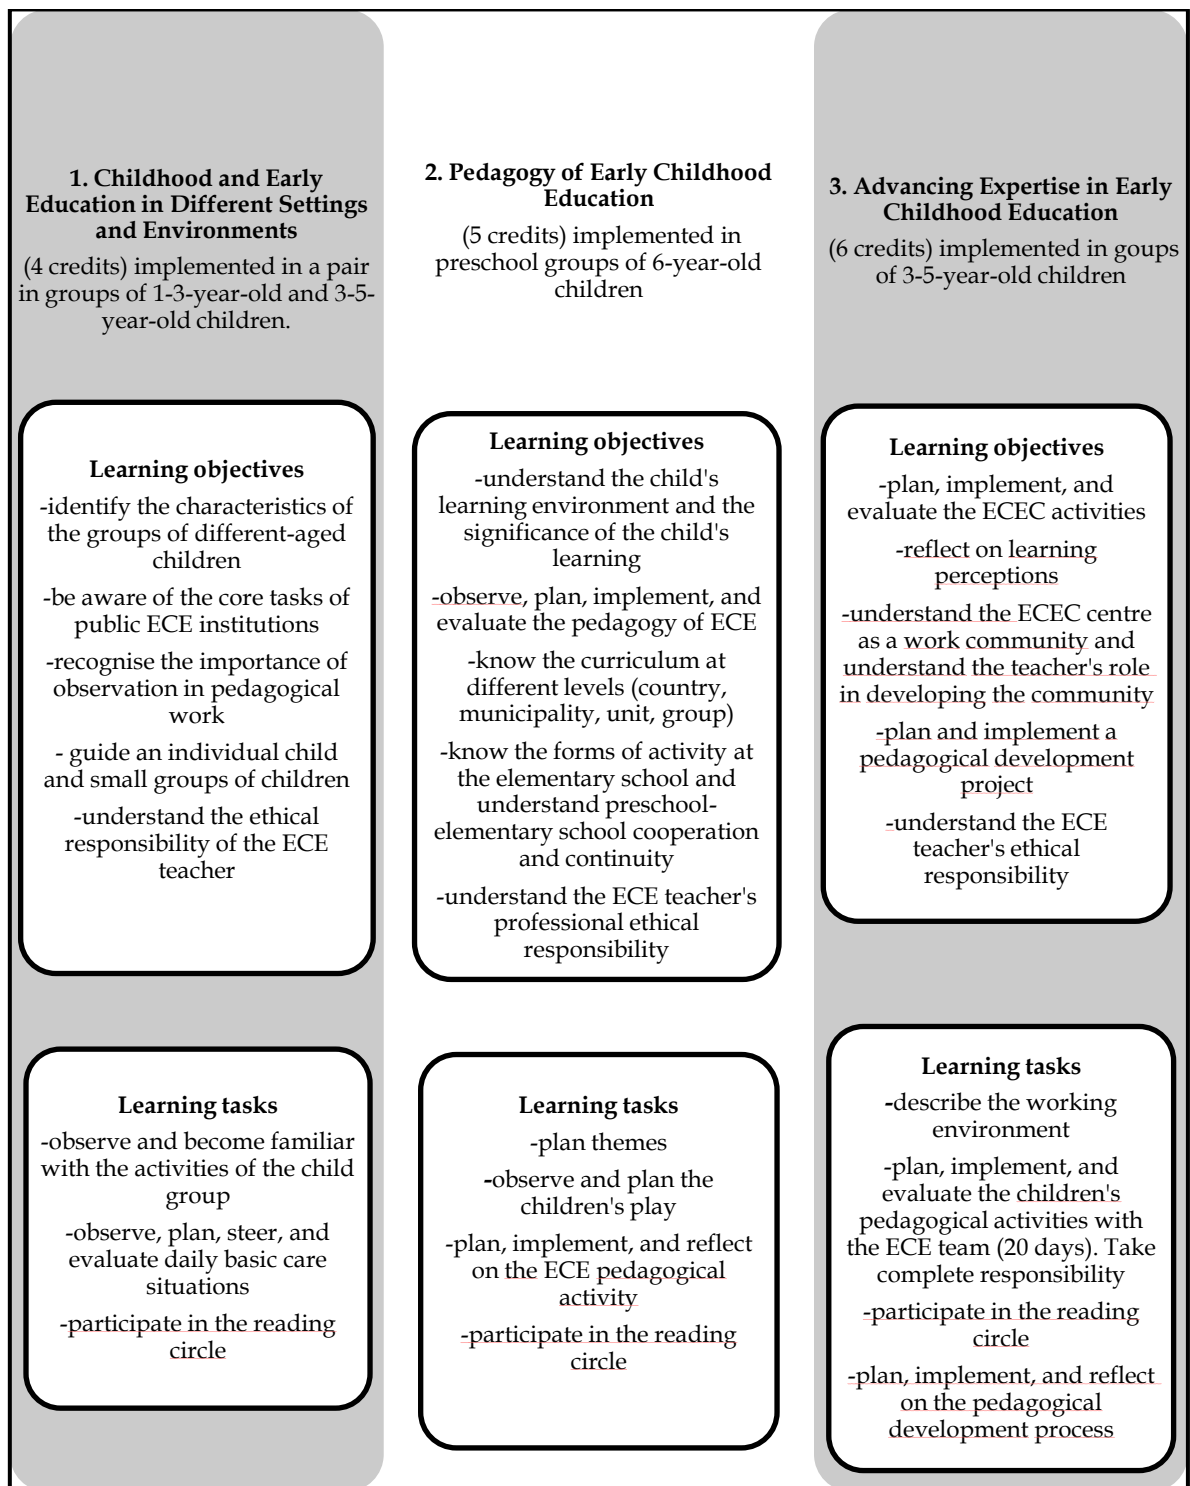 1. Childhood and Early
Education in Different Settings
and Environments
(4 credits) implemented in a pair
in groups of 1-3-year-old and 3-5-
year-old children.
Learning objectives
-identify the characteristics of
the groups of different-aged
children
-be aware of the core tasks of
public ECE institutions
-recognise the importance of
observation in pedagogical
work
- guide an individual child
and small groups of children
-understand the ethical
responsibility of the ECE
teacher
Learning tasks
-observe and become familiar
with the activities of the child
group
-observe, plan, steer, and
evaluate daily basic care
situations
-participate in the reading
circle
2. Pedagogy of Early Childhood
Education
(5 credits) implemented in
preschool groups of 6-year-old
children
Learning objectives
-understand the child's
learning environment and the
significance of the child's
learning
-observe, plan, implement, and
evaluate the pedagogy of ECE
-know the curriculum at
different levels (country,
municipality, unit, group)
-know the forms of activity at
the elementary school and
understand preschool-
elementary school cooperation
and continuity
-understand the ECE teacher's
professional ethical
responsibility
Learning tasks
-plan themes
-observe and plan the
children's play
-plan, implement, and reflect
on the ECE pedagogical
activity
-participate in the reading
circle
3. Advancing Expertise in Early
Childhood Education
(6 credits) implemented in goups
of 3-5-year-old children
Learning objectives
-plan, implement, and
evaluate the ECEC activities
-reflect on learning
perceptions
-understand the ECEC centre
as a work community and
understand the teacher's role
in developing the community
-plan and implement a
pedagogical development
project
-understand the ECE
teacher's ethical
responsibility
Learning tasks
-describe the working
environment
-plan, implement, and
evaluate the children's
pedagogical activities with
the ECE team (20 days). Take
complete responsibility
-participate in the reading
circle
-plan, implement, and reflect
on the pedagogical
development process